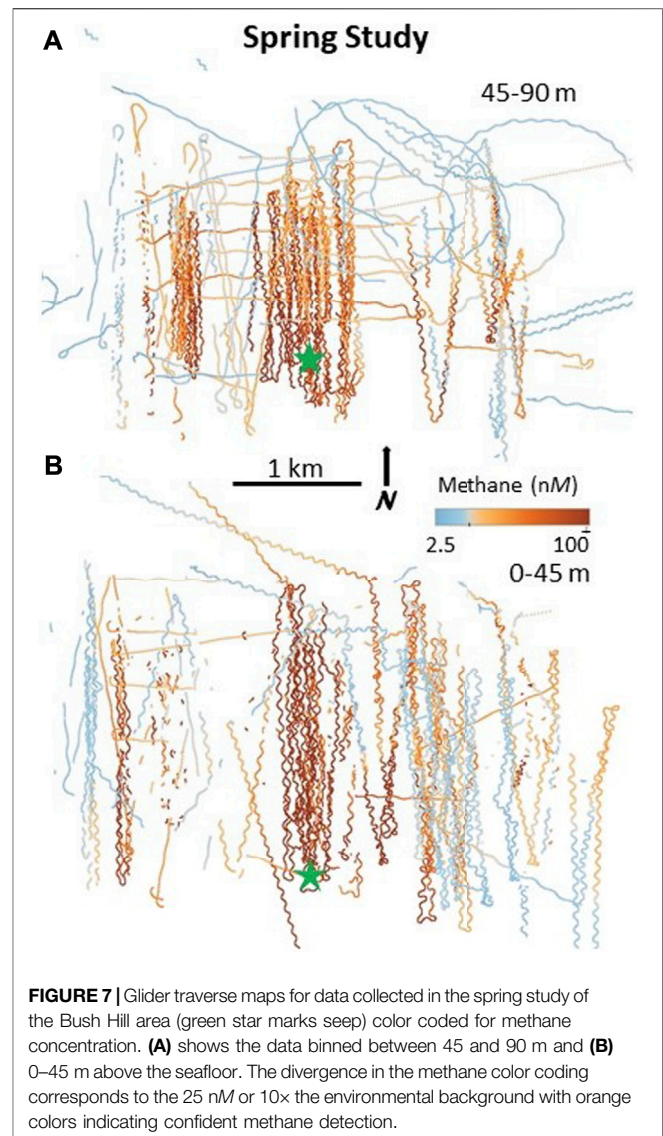 A
Spring Study
45-90 m
B
1 km
N
Methane (nM)
2.5
100
0-45 m
FIGURE 7 | Glider traverse maps for data collected in the spring study of
the Bush Hill area (green star marks seep) color coded for methane
concentration. (A) shows the data binned between 45 and 90 m and (B)
0–45 m above the seafloor. The divergence in the methane color coding
corresponds to the 25 nM or 10× the environmental background with orange
colors indicating confident methane detection.